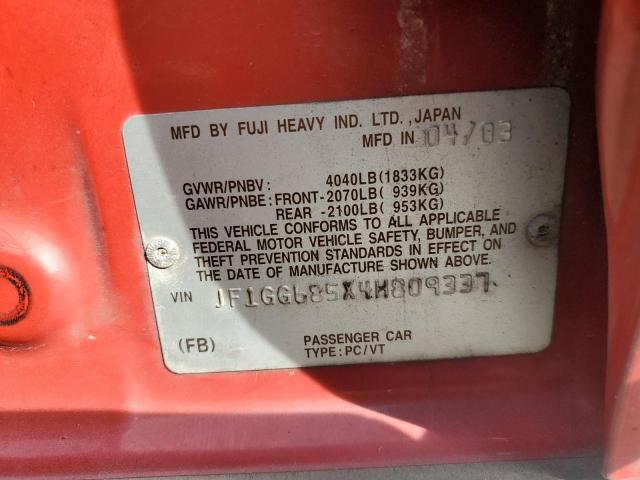 MFD BY FUJI HEAVY IND. LTD.,JAPAN
MFD IN 04/03
GVWR/PNBV: 4040LB(1833KG)
GAWR/PNBE: FRONT-2070LB( 939KG)
REAR -2100LB( 953KG)
THIS VEHICLE CONFORMS TO ALL APPLICABLE
FEDERAL MOTOR VEHICLE SAFETY, BUMPER, AND
THEFT PREVENTION STANDARDS IN EFFECT ON
THE DATE OF MANUFACTURE SHOWN ABOVE.
VIN JF1GG685X4H809337
(FB) PASSENGER CAR
TYPE:PC/VT